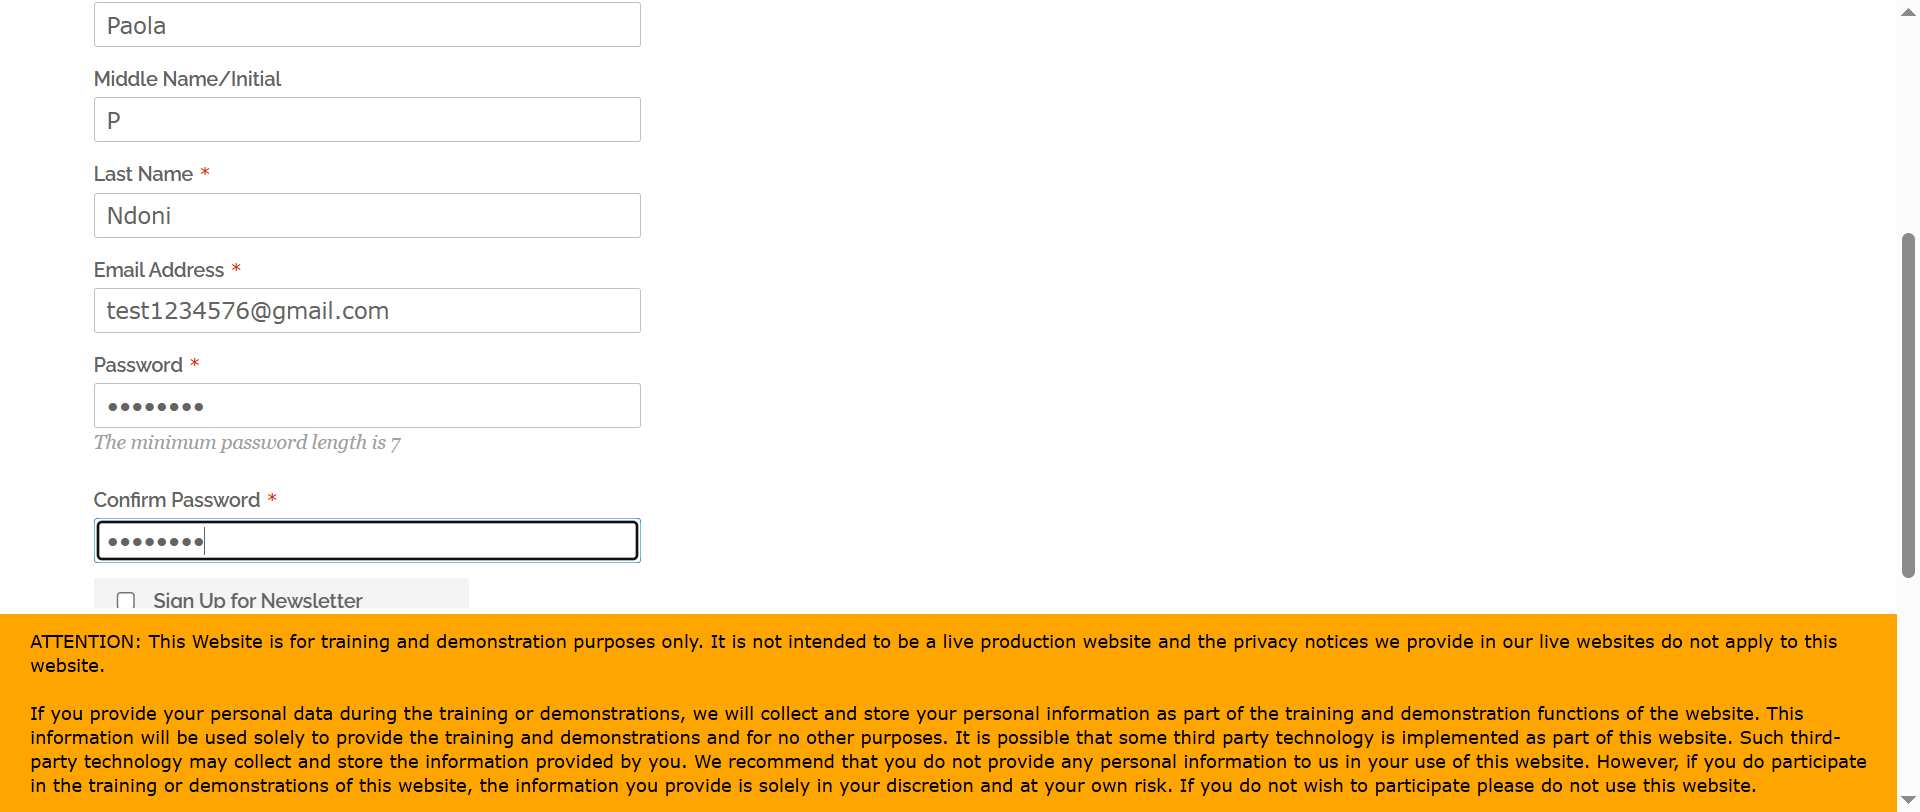 Paola
Middle Name/Initial
P
Last Name *
Ndoni
Email Address *
test1234576@gmail.com
Password *
••••••••
The minimum password length is 7
Confirm Password *
••••••••
Sign Up for Newsletter
ATTENTION: This Website is for training and demonstration purposes only. It is not intended to be a live production website and the privacy notices we provide in our live websites do not apply to this
website.
If you provide your personal data during the training or demonstrations, we will collect and store your personal information as part of the training and demonstration functions of the website. This
information will be used solely to provide the training and demonstrations and for no other purposes. It is possible that some third party technology is implemented as part of this website. Such third-
party technology may collect and store the information provided by you. We recommend that you do not provide any personal information to us in your use of this website. However, if you do participate
in the training or demonstrations of this website, the information you provide is solely in your discretion and at your own risk. If you do not wish to participate please do not use this website.